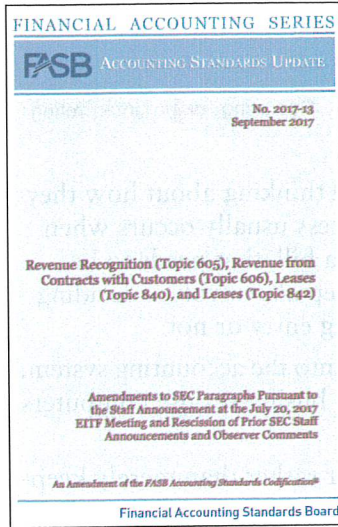 FINANCIAL ACCOUNTING SERIES
FASB ACCOUNTING STANDARDS UPDATE
No. 2017-13
September 2017
Revenue Recognition (Topic 605), Revenue from
Contracts with Customers (Topic 606), Leases
(Topic 840), and Leases (Topic 842)
Amendments to SEC Paragraphs Pursuant to
the Staff Announcement at the July 20, 2017
EITF Meeting and Rescission of Prior SEC Staff
Announcements and Observer Comments
An Amendment of the FASB Accounting Standards Codification®
Financial Accounting Standards Board